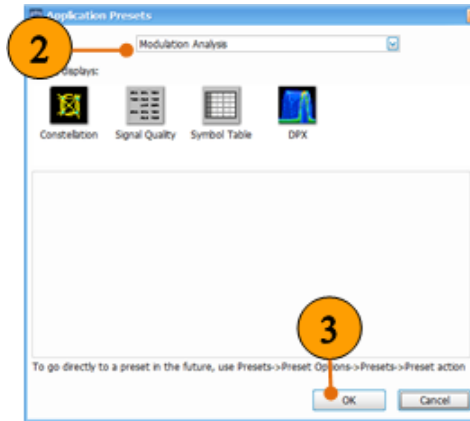 Application Presets
2
Modulation Analysis
displays:
Constellation Signal Quality Symbol Table DPX
3
To go directly to a preset in the future, use Presets->Preset Options->Presets->Preset action
OK Cancel